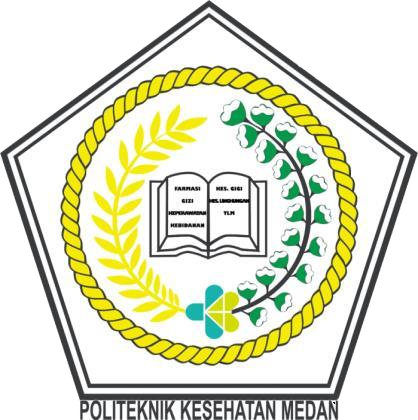 FARMASI
GIZI
KEPERAWATAN
KEBIDANAN
KES. GIGI
KES. LINGKUNGAN
TLM
POLITEKNIK KESEHATAN MEDAN